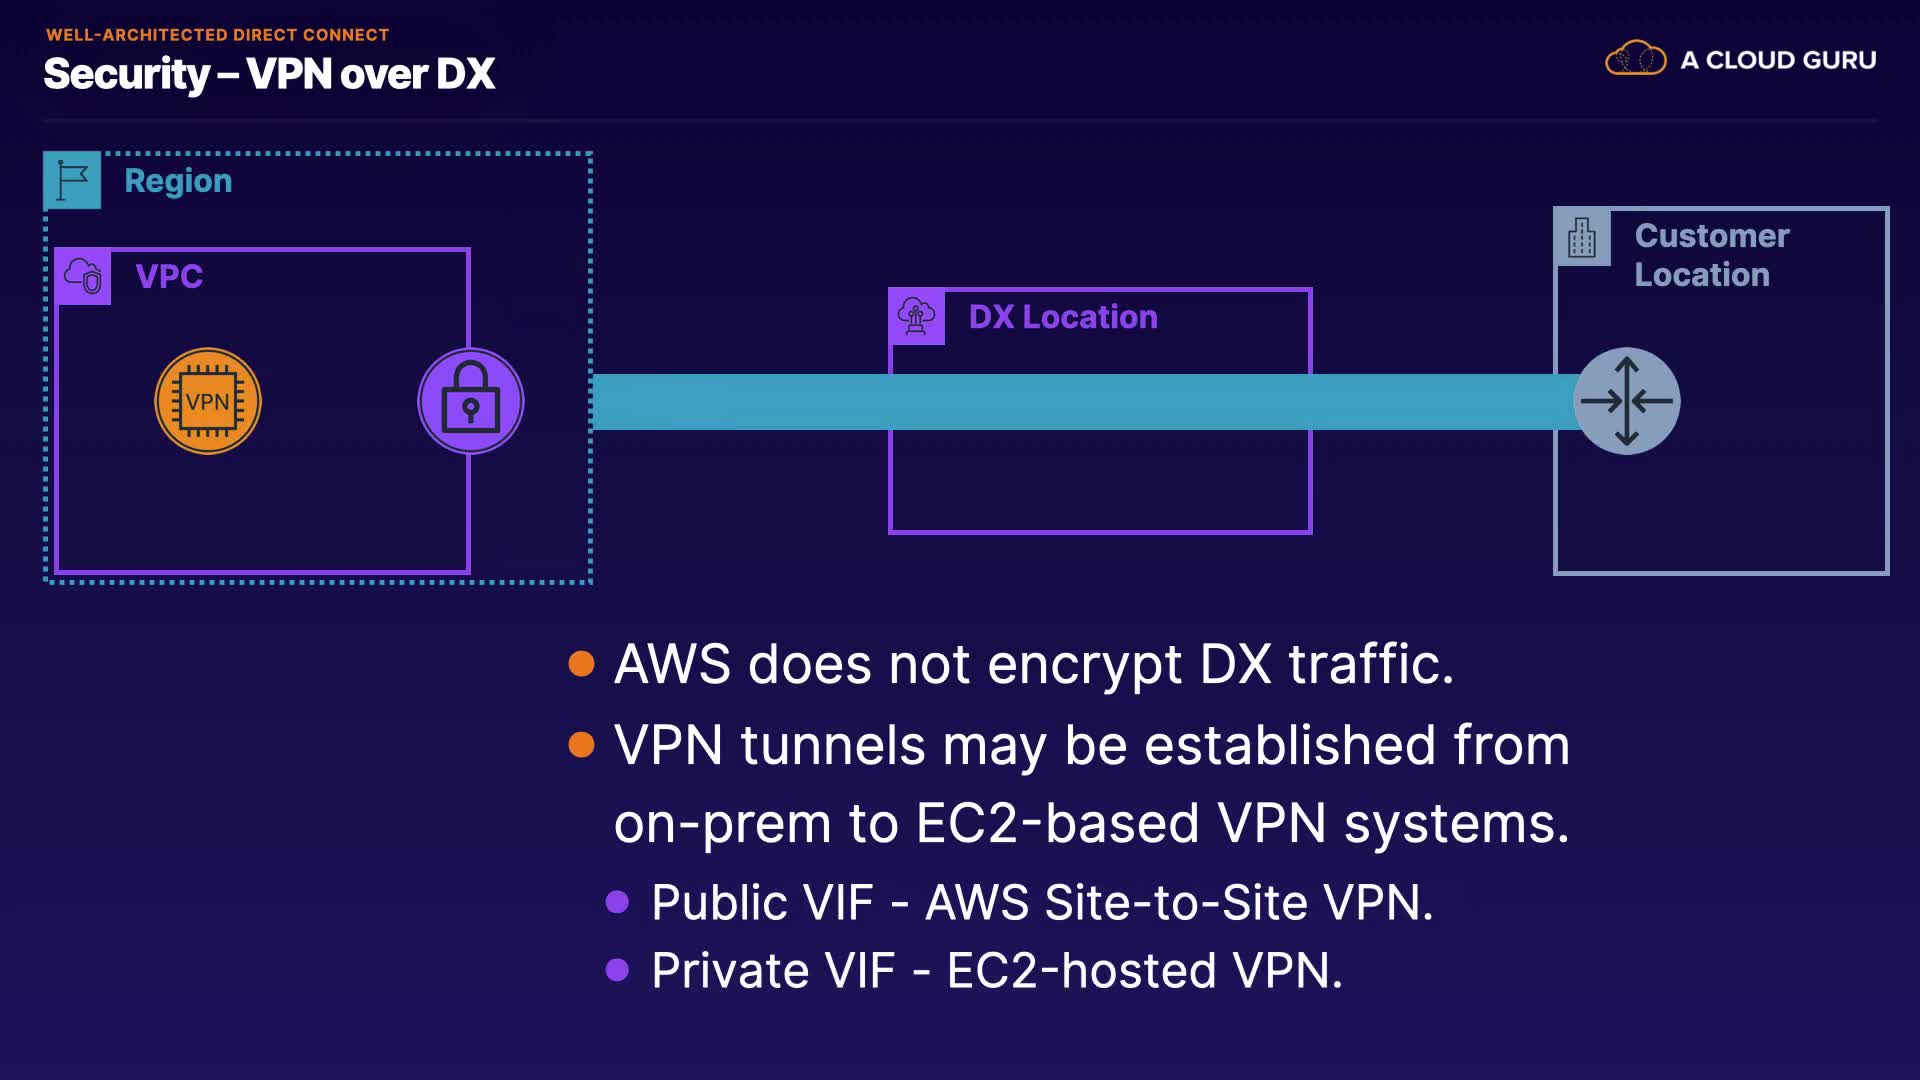 WELL-ARCHITECTED DIRECT CONNECT
Security – VPN over DX
A CLOUD GURU
Region
VPC
VPN
DX Location
Customer
Location
AWS does not encrypt DX traffic.
VPN tunnels may be established from
on-prem to EC2-based VPN systems.
Public VIF - AWS Site-to-Site VPN.
Private VIF - EC2-hosted VPN.